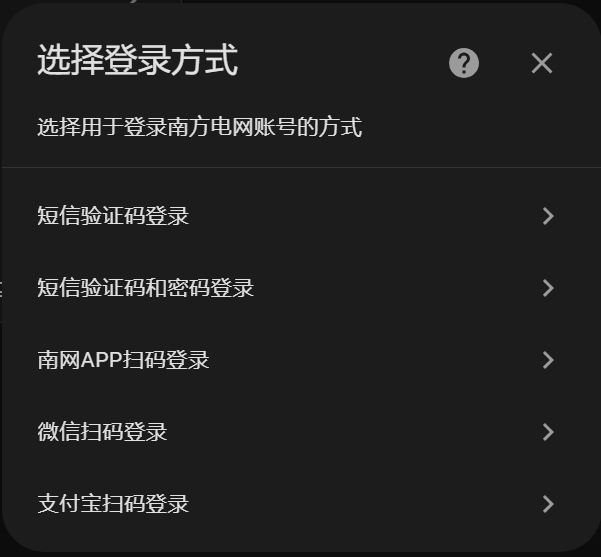 选择登录方式
选择用于登录南方电网账号的方式
短信验证码登录
短信验证码和密码登录
南网APP扫码登录
微信扫码登录
支付宝扫码登录